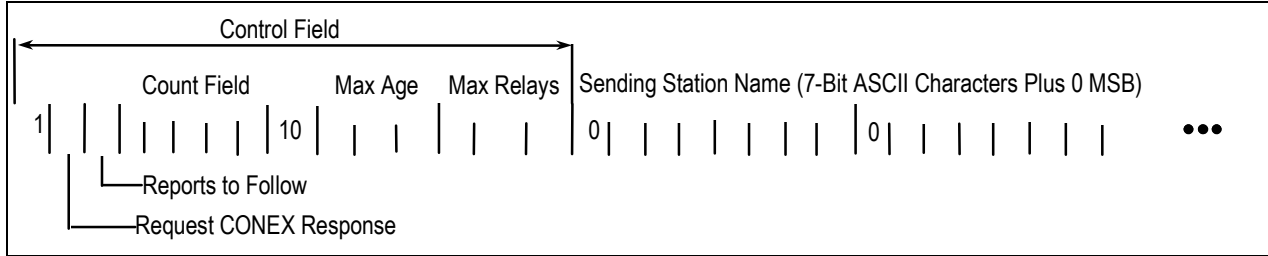 Control Field
Count Field Max Age Max Relays Sending Station Name (7-Bit ASCII Characters Plus 0 MSB)
1 10 0 0 •••
Reports to Follow
Request CONEX Response